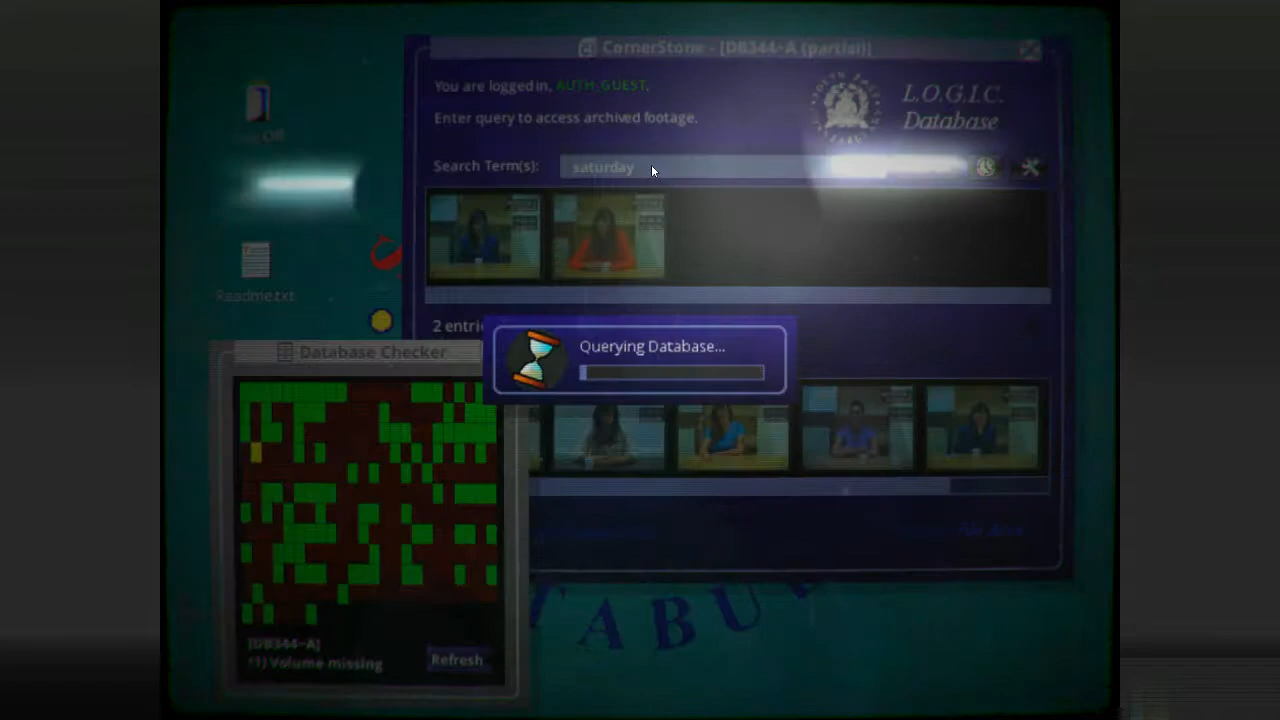 CornerStone - [DB344-A (partial)]
You are logged in, AUTH_GUEST.
Enter query to access archived footage.
L.O.G.I.C.
Database
Search Term(s): saturday
Readme.txt
2 entri
Querying Database...
Database Checker
[DB344-A]
(1) Volume missing
Refresh
TABU